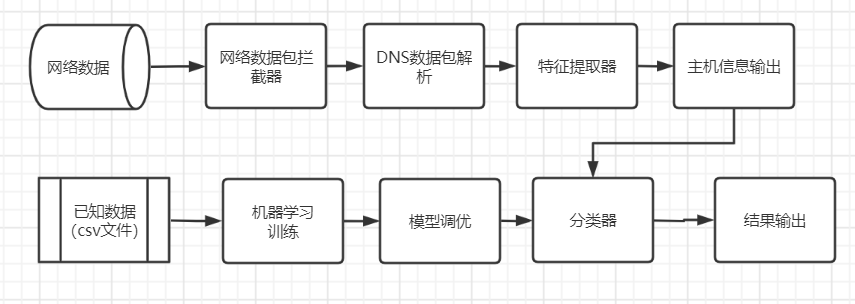 网络数据
网络数据包拦
截器
DNS数据包解
析
特征提取器
主机信息输出
已知数据
（csv文件）
机器学习
训练
模型调优
分类器
结果输出